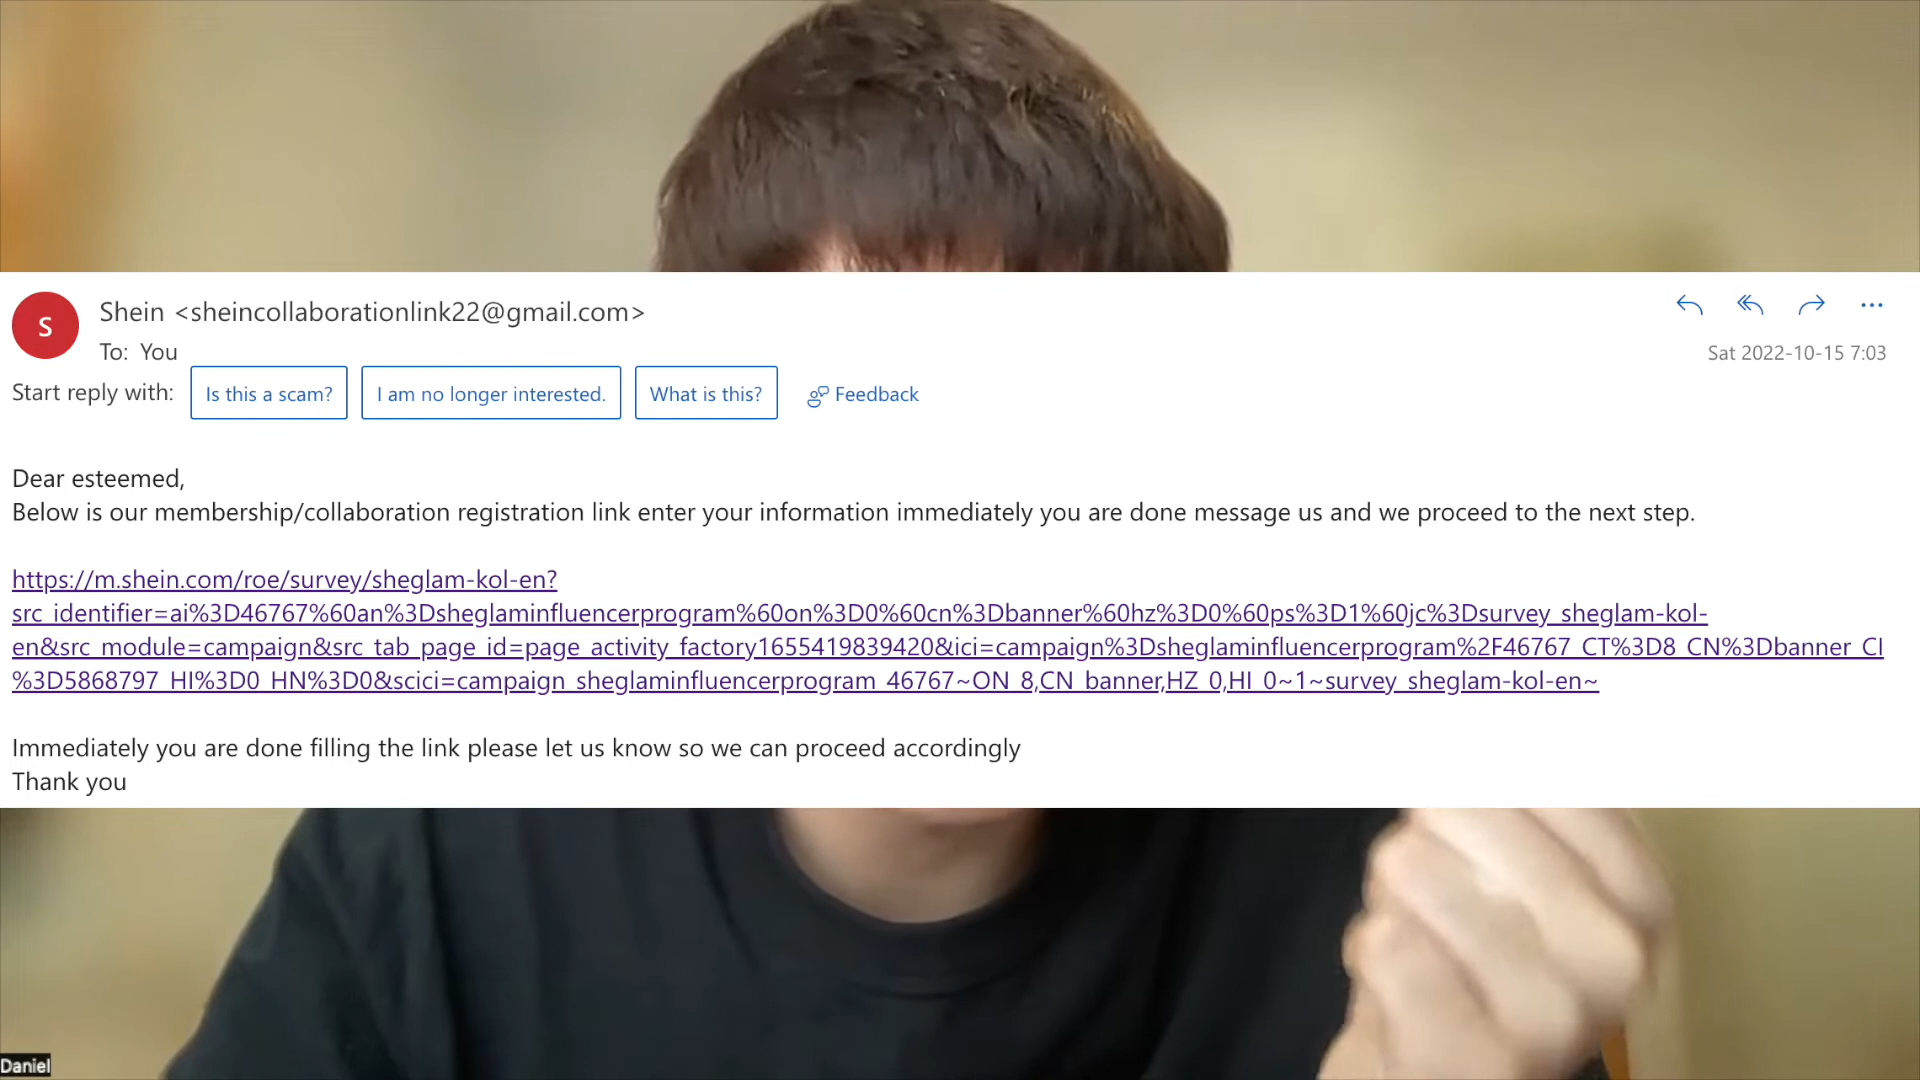 S
Shein <sheincollaborationlink22@gmail.com>
To: You
Sat 2022-10-15 7:03
Start reply with: Is this a scam? I am no longer interested. What is this? Feedback
Dear esteemed,
Below is our membership/collaboration registration link enter your information immediately you are done message us and we proceed to the next step.
https://m.shein.com/roe/survey/sheglam-kol-en?
src_identifier=ai%3D46767%60an%3Dsheglaminfluencerprogram%60on%3D0%60cn%3Dbanner%60hz%3D0%60ps%3D1%60jc%3Dsurvey_sheglam-kol-
en&src_module=campaign&src_tab_page_id=page_activity_factory1655419839420&ici=campaign%3Dsheglaminfluencerprogram%2F46767_CT%3D8_CN%3Dbanner_CI
%3D5868797_HI%3D0_HN%3D0&scici=campaign_sheglaminfluencerprogram_46767~ON_8,CN_banner,HZ_0,HI_0~1~survey_sheglam-kol-en~
Immediately you are done filling the link please let us know so we can proceed accordingly
Thank you
Daniel